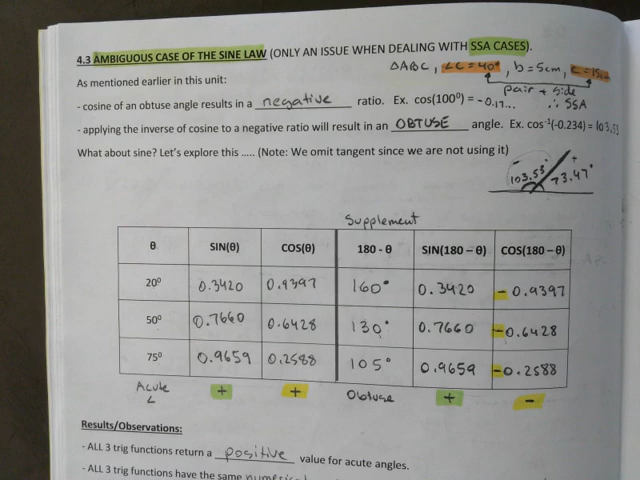 4.3 AMBIGUOUS CASE OF THE SINE LAW (ONLY AN ISSUE WHEN DEALING WITH SSA CASES).
△ABC, ∠C = 40°, b = 5cm,
As mentioned earlier in this unit:
pair + side
- cosine of an obtuse angle results in a negative ratio. Ex. cos(100⁰) = -0.17... ∴ SSA
- applying the inverse of cosine to a negative ratio will result in an OBTUSE angle. Ex. cos⁻¹(-0.234) = 103.53
What about sine? Let's explore this ..... (Note: We omit tangent since we are not using it)
- +
103.53° 73.47°
Supplement
θ SIN(θ) COS(θ) 180 - θ SIN(180 – θ) COS(180 – θ)
20⁰ 0.3420 0.9397 160° 0.3420 - 0.9397
50⁰ 0.7660 0.6428 130° 0.7660 -0.6428
75⁰ 0.9659 0.2588 105° 0.9659 -0.2588
Acute ∠ + + Obtuse + -
Results/Observations:
- ALL 3 trig functions return a positive value for acute angles.
- ALL 3 trig functions have the same